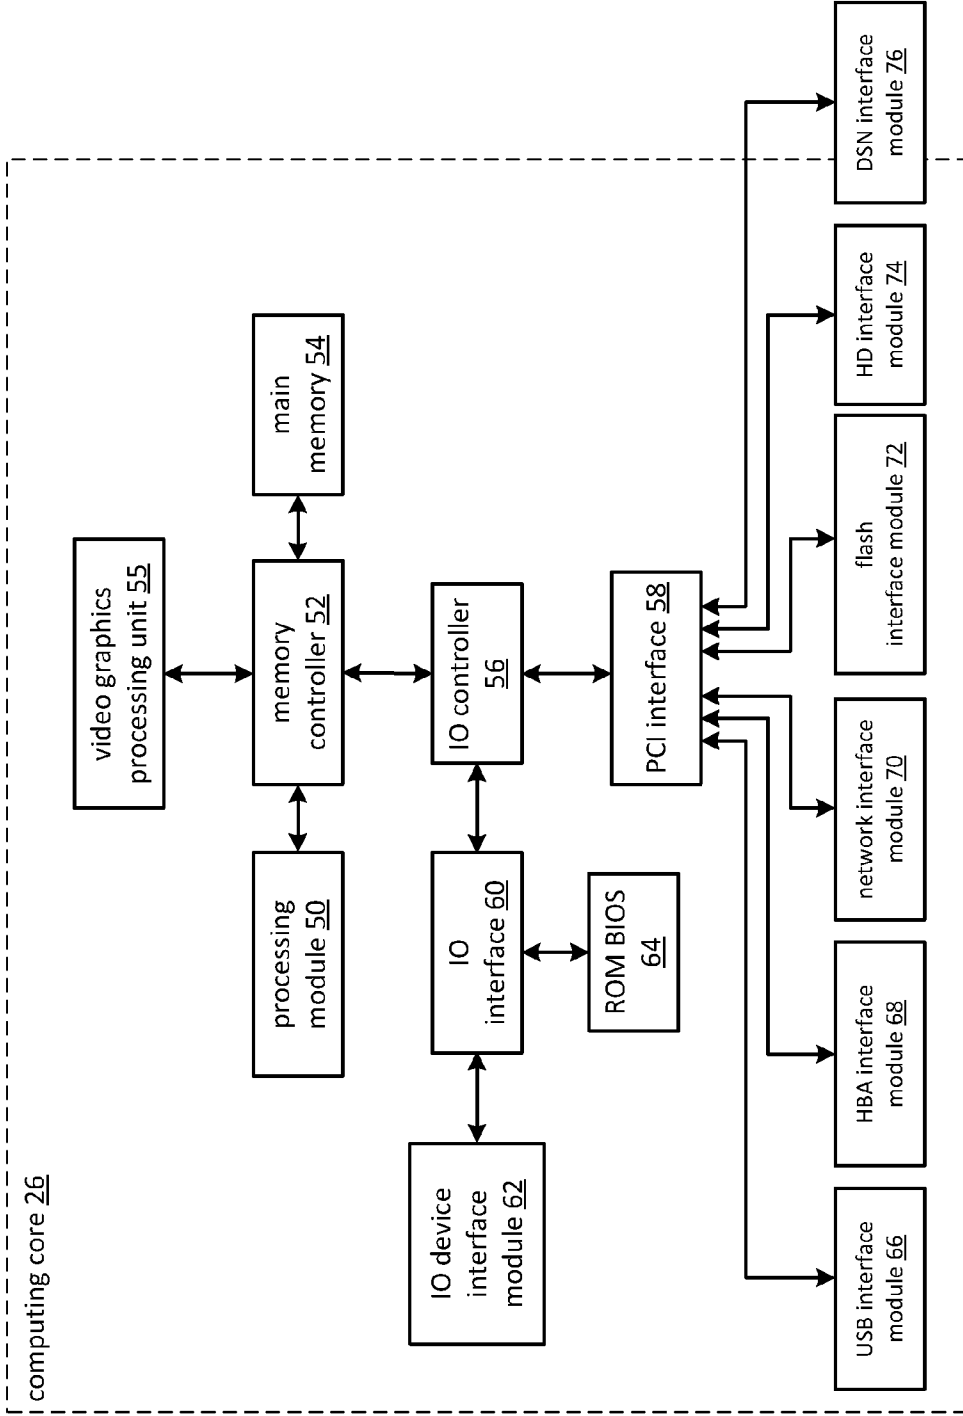 computing core 26
video graphics
processing unit 55
processing
module 50
memory
controller 52
main
memory 54
IO device
interface
module 62
IO
interface 60
IO controller
56
ROM BIOS
64
PCI interface 58
USB interface
module 66
HBA interface
module 68
network interface
module 70
flash
interface module 72
HD interface
module 74
DSN interface
module 76